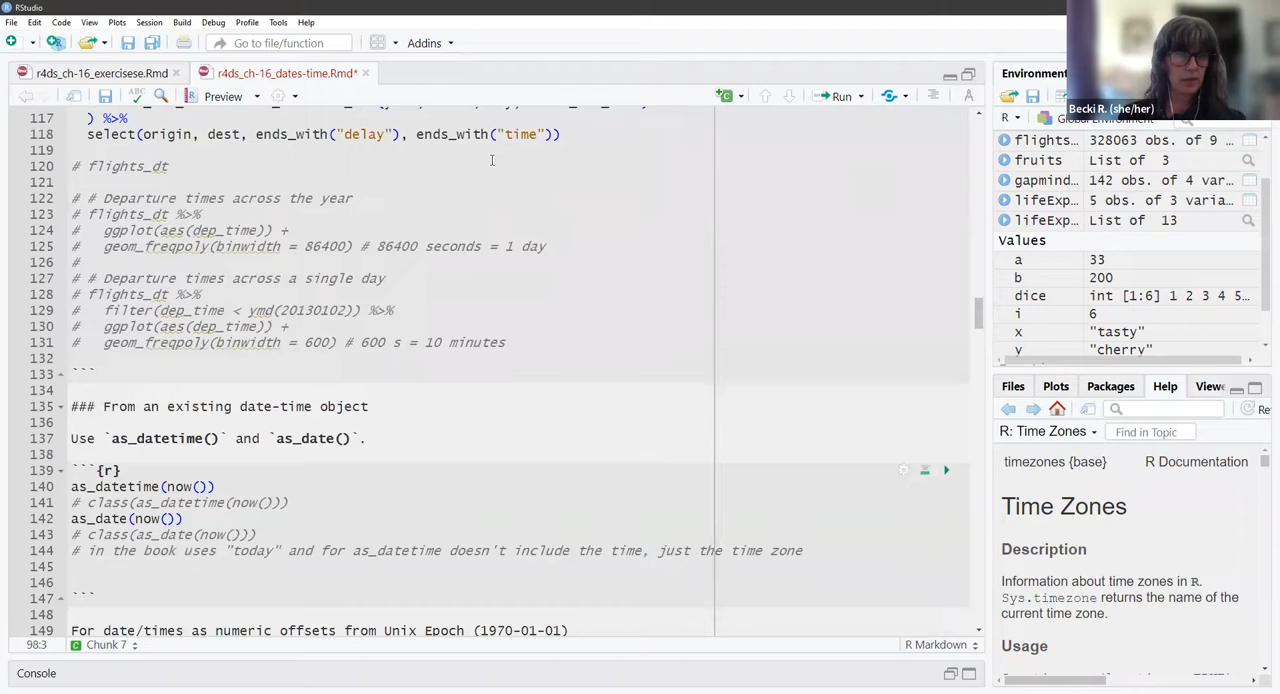 RStudio
File Edit Code View Plots Session Build Debug Profile Tools Help
Go to file/function Addins
r4ds_ch-16_exercisese.Rmd r4ds_ch-16_dates-time.Rmd*
Preview Run
117 ) %>%
118 select(origin, dest, ends_with("delay"), ends_with("time"))
119
120 # flights_dt
121
122 # # Departure times across the year
123 # flights_dt %>%
124 # ggplot(aes(dep_time)) +
125 # geom_freqpoly(binwidth = 86400) # 86400 seconds = 1 day
126 #
127 # # Departure times across a single day
128 # flights_dt %>%
129 # filter(dep_time < ymd(20130102)) %>%
130 # ggplot(aes(dep_time)) +
131 # geom_freqpoly(binwidth = 600) # 600 s = 10 minutes
132
133 ```
134
135 ### From an existing date-time object
136
137 Use `as_datetime()` and `as_date()`.
138
139 ```{r}
140 as_datetime(now())
141 # class(as_datetime(now()))
142 as_date(now())
143 # class(as_date(now()))
144 # in the book uses "today" and for as_datetime doesn't include the time, just the time zone
145
146
147 ```
148
149 For date/times as numeric offsets from Unix Epoch (1970-01-01)
98:3 Chunk 7 R Markdown
Console
Becki R. (she/her)
Environ
R Global Environment
flights… 328063 obs. of 9 …
fruits List of 3
gapmind… 142 obs. of 4 var…
lifeExp… 5 obs. of 3 varia…
lifeExp… List of 13
Values
a 33
b 200
dice int [1:6] 1 2 3 4 5…
i 6
x "tasty"
y "cherry"
Files Plots Packages Help View
Re
R: Time Zones Find in Topic
timezones {base} R Documentation
Time Zones
Description
Information about time zones in R.
Sys.timezone returns the name of the
current time zone.
Usage